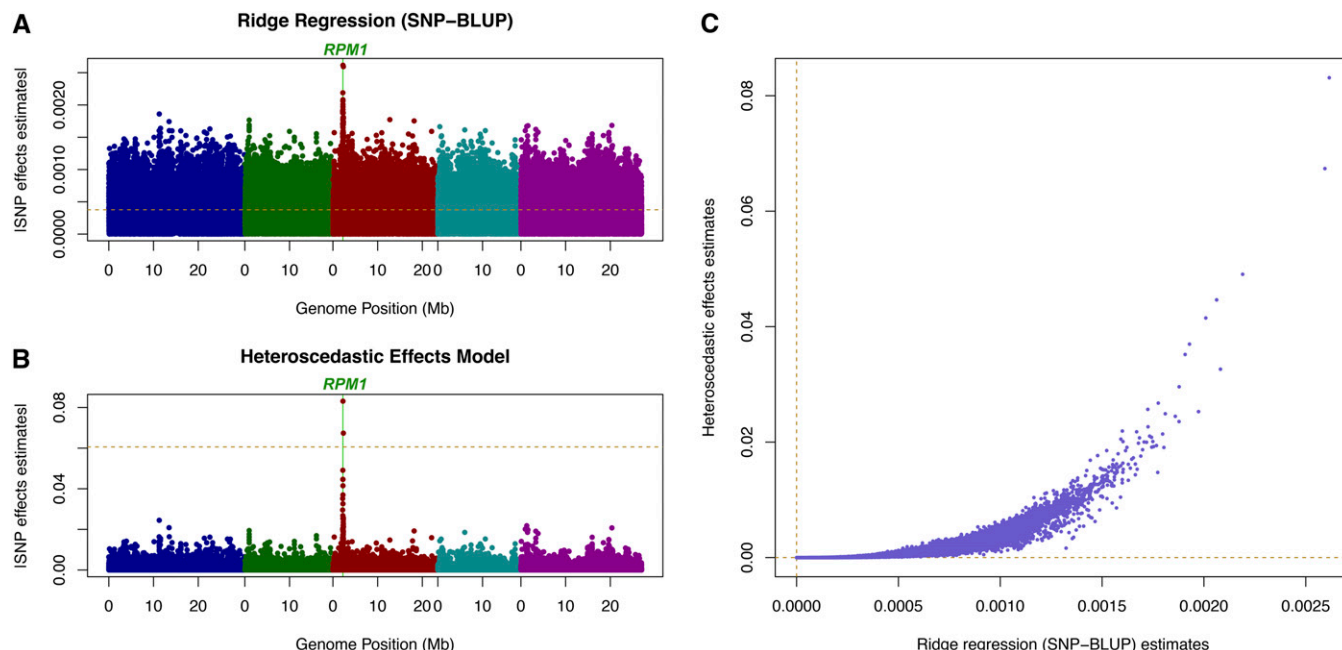 A
Ridge Regression (SNP−BLUP)
RPM1
|SNP effects estimates|
0.0000 0.0010 0.0020
0 10 20 0 10 0 10 20 0 10 0 10 20
Genome Position (Mb)
B
Heteroscedastic Effects Model
RPM1
|SNP effects estimates|
0.00 0.04 0.08
0 10 20 0 10 0 10 20 0 10 0 10 20
Genome Position (Mb)
C
Heteroscedastic effects estimates
0.00 0.02 0.04 0.06 0.08
0.0000 0.0005 0.0010 0.0015 0.0020 0.0025
Ridge regression (SNP−BLUP) estimates